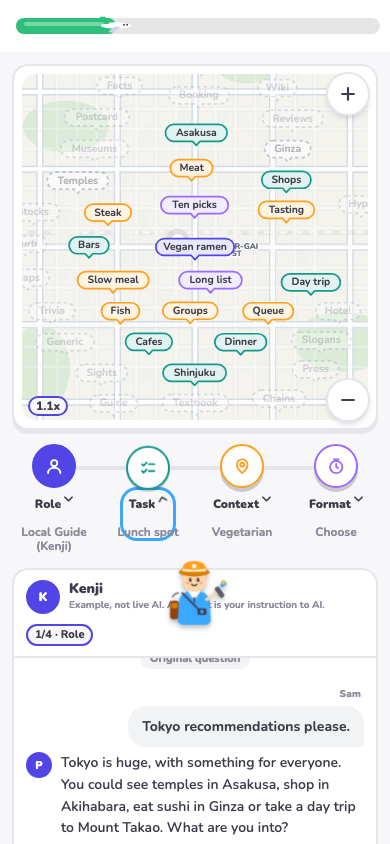 Facts
Booking
Wiki
Postcard
Reviews
Asakusa
Museums
Ginza
Meat
Temples
Shops
Ten picks
Steak
Tasting
Hyp
Bars
Vegan ramen
R-GAI
ST
Slow meal
Long list
Day trip
Trivia
Fish
Groups
Queue
Hotel
Generic
Cafes
Dinner
Slogans
Sights
Shinjuku
Press
1.1x
Guide
Textbook
Chains
Role
Task
Context
Format
Local Guide
(Kenji)
Lunch spot
Vegetarian
Choose
K
Kenji
Example, not live AI.
is your instruction to AI.
1/4 · Role
Original question
Sam
Tokyo recommendations please.
P
Tokyo is huge, with something for everyone.
You could see temples in Asakusa, shop in
Akihabara, eat sushi in Ginza or take a day trip
to Mount Takao. What are you into?